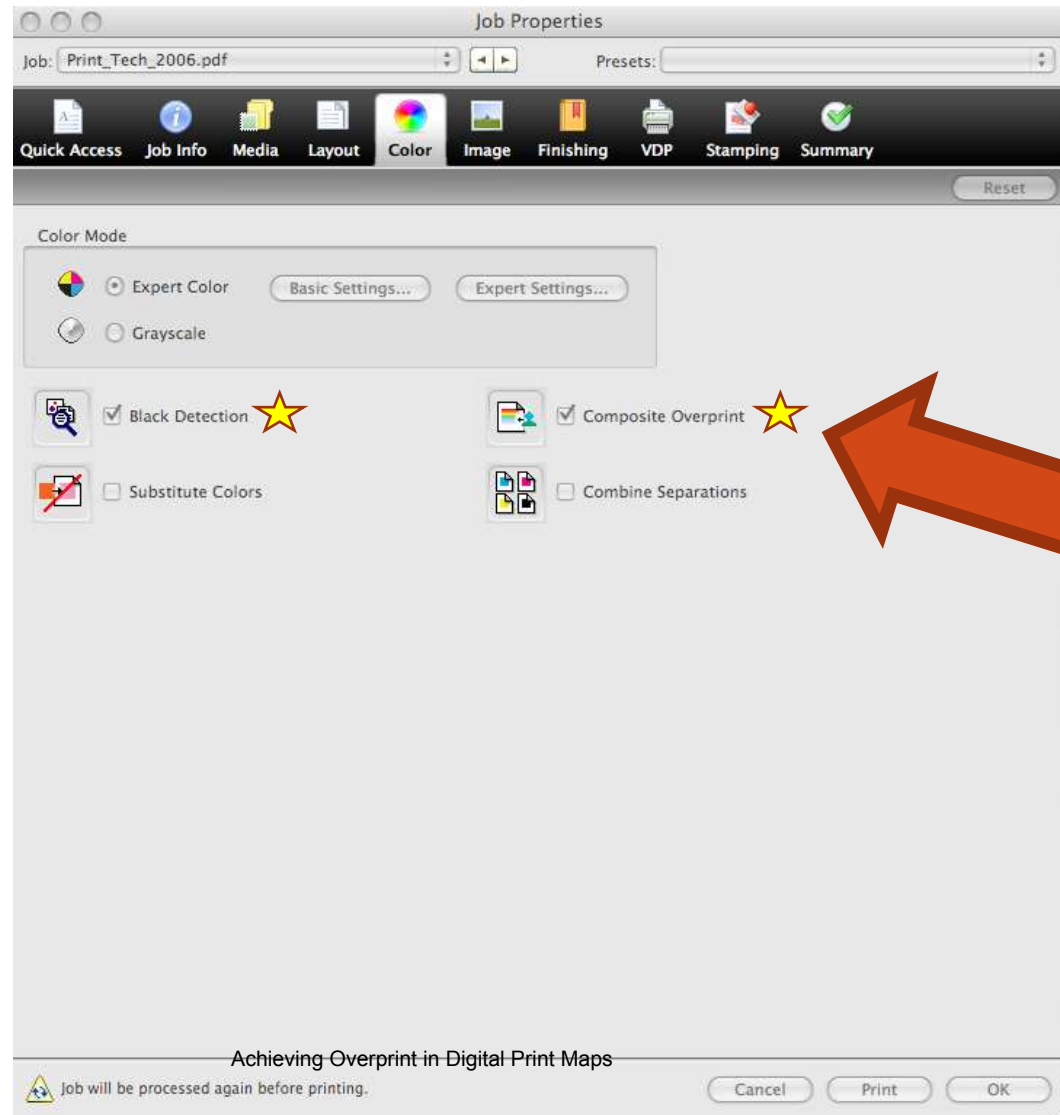 Job Properties
Job: Print_Tech_2006.pdf Presets:
Quick Access Job Info Media Layout Color Image Finishing VDP Stamping Summary
Reset
Color Mode
Expert Color Basic Settings... Expert Settings...
Grayscale
Black Detection Composite Overprint
Substitute Colors Combine Separations
Achieving Overprint in Digital Print Maps
Job will be processed again before printing. Cancel Print OK